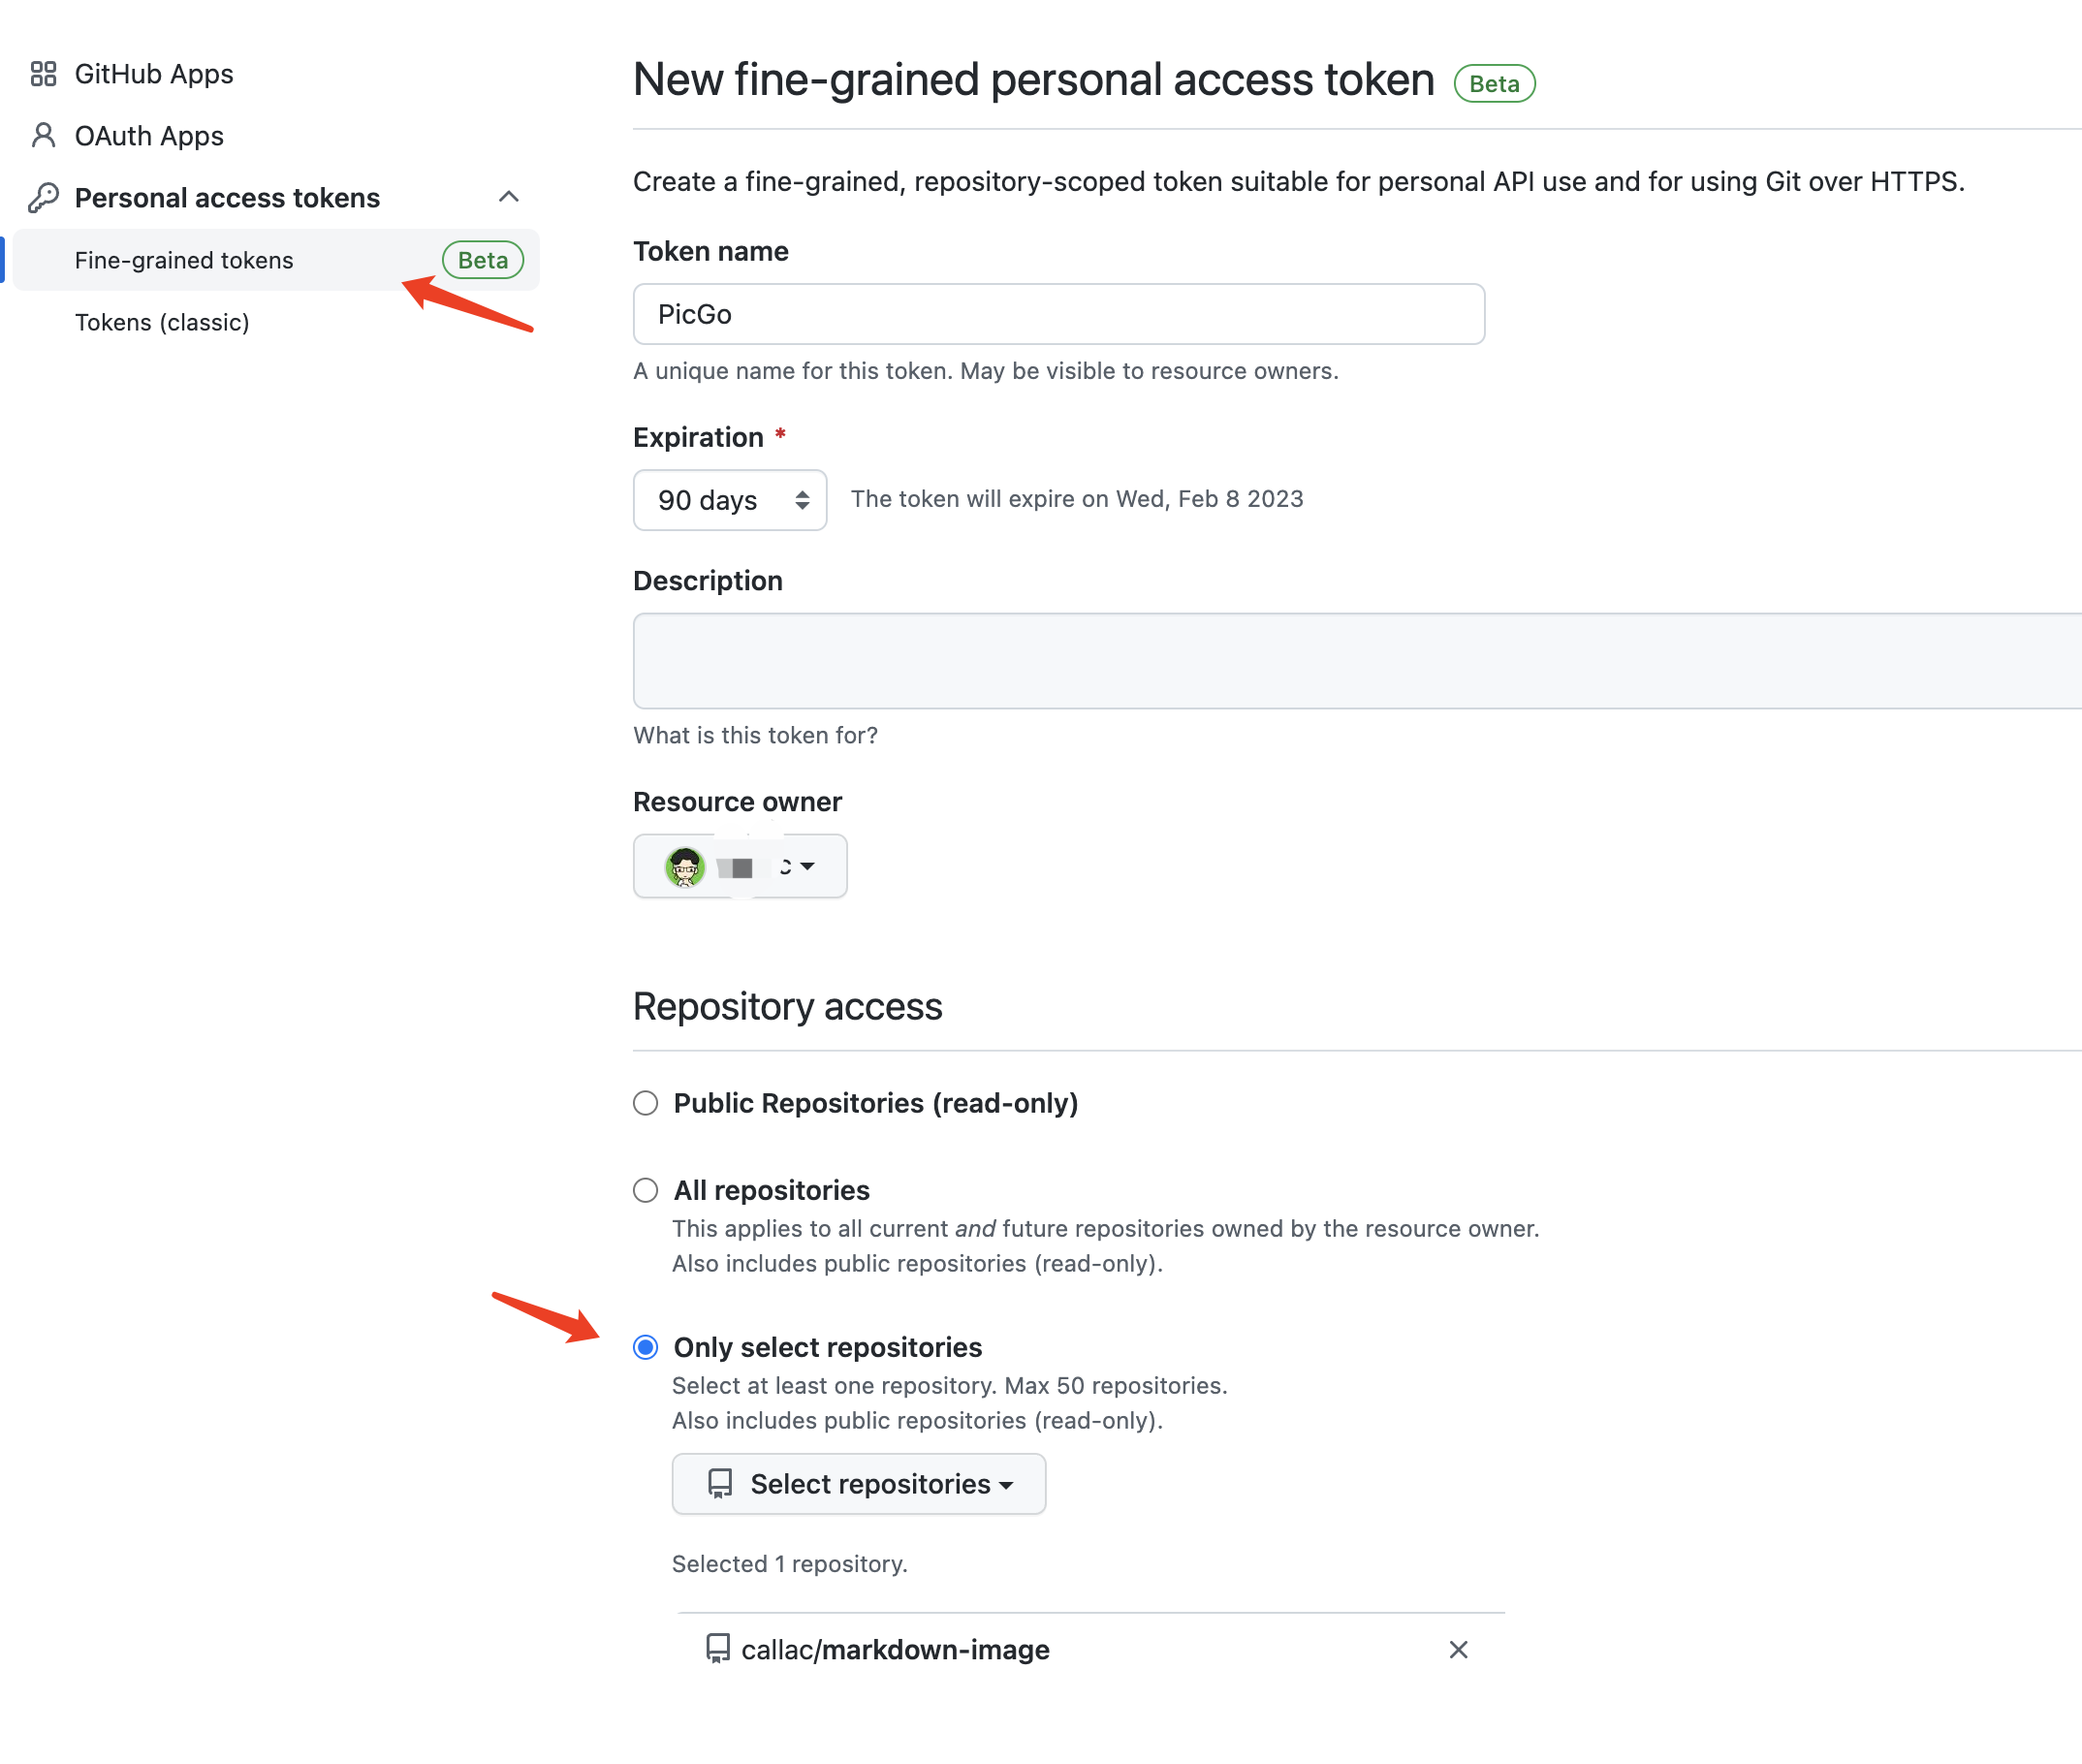 GitHub Apps
OAuth Apps
Personal access tokens
Fine-grained tokens Beta
Tokens (classic)
New fine-grained personal access token Beta
Create a fine-grained, repository-scoped token suitable for personal API use and for using Git over HTTPS.
Token name
PicGo
A unique name for this token. May be visible to resource owners.
Expiration *
90 days The token will expire on Wed, Feb 8 2023
Description
What is this token for?
Resource owner
Repository access
Public Repositories (read-only)
All repositories
This applies to all current and future repositories owned by the resource owner.
Also includes public repositories (read-only).
Only select repositories
Select at least one repository. Max 50 repositories.
Also includes public repositories (read-only).
Select repositories
Selected 1 repository.
callac/markdown-image